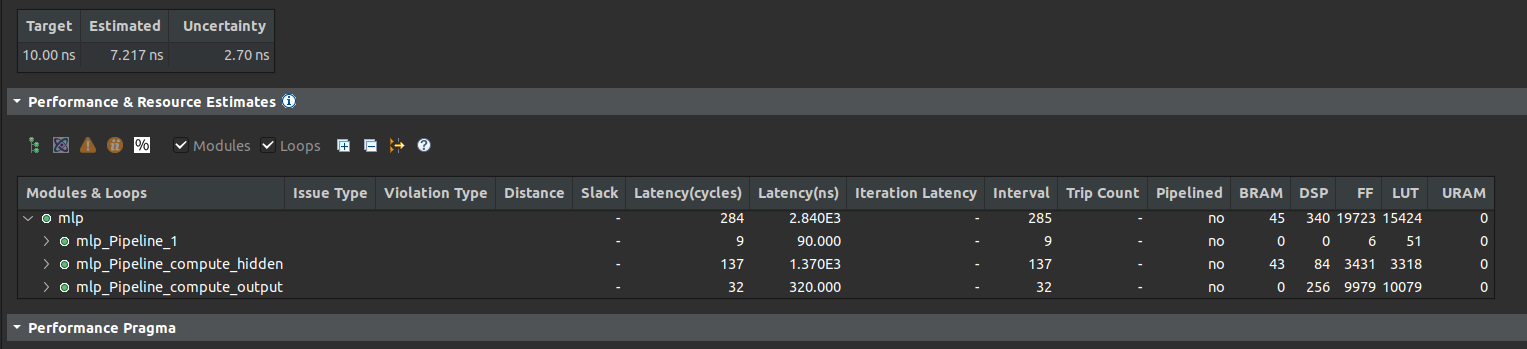 Target Estimated Uncertainty
10.00 ns 7.217 ns 2.70 ns
Performance & Resource Estimates
% Modules Loops
Modules & Loops Issue Type Violation Type Distance Slack Latency(cycles) Latency(ns) Iteration Latency Interval Trip Count Pipelined BRAM DSP FF LUT URAM
mlp - 284 2.840E3 - 285 - no 45 340 19723 15424 0
mlp_Pipeline_1 - 9 90.000 - 9 - no 0 0 6 51 0
mlp_Pipeline_compute_hidden - 137 1.370E3 - 137 - no 43 84 3431 3318 0
mlp_Pipeline_compute_output - 32 320.000 - 32 - no 0 256 9979 10079 0
Performance Pragma